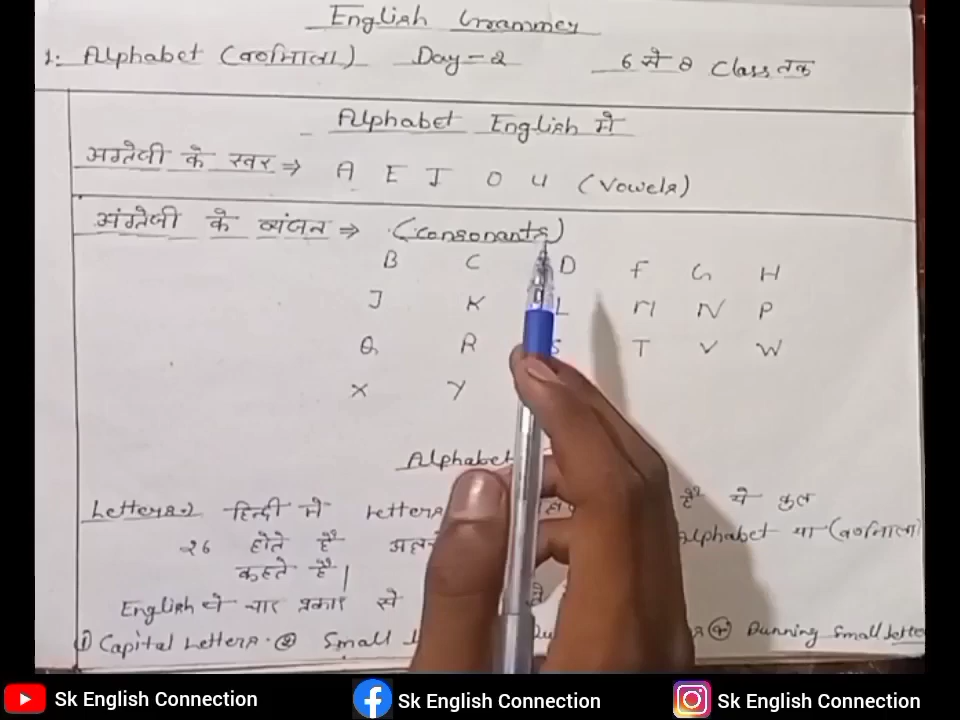 English Grammer
1. Alphabet (वर्णमाला) Day-2 6 से 8 Class तक
Alphabet English में
अंग्रेजी के स्वर ⇒ A E I O U (Vowels)
अंग्रेजी के व्यंजन ⇒ (Consonants)
B C D F G H
J K L M N P
Q R S T V W
X Y
Alphabet
Letters हिन्दी में Letters है ये कुल
26 होते है Alphabet या (वर्णमाला)
कहते है।
English ये चार प्रकार से
① Capital Letters ② Small ④ Running Small Letter
Sk English Connection Sk English Connection Sk English Connection